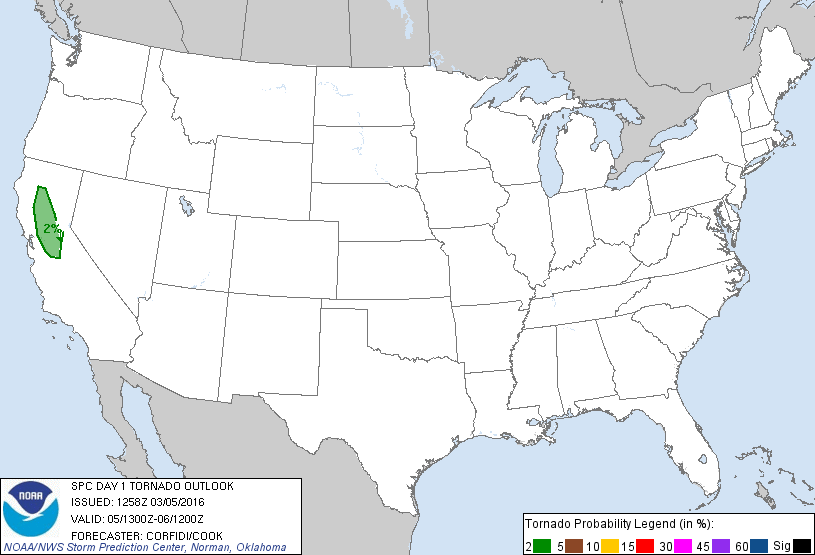 2%
NOAA
SPC DAY 1 TORNADO OUTLOOK
ISSUED: 1258Z 03/05/2016
VALID: 05/1300Z-06/1200Z
FORECASTER: CORFIDI/COOK
NOAA/NWS Storm Prediction Center, Norman, Oklahoma
Tornado Probability Legend (in %):
2 5 10 15 30 45 60 Sig